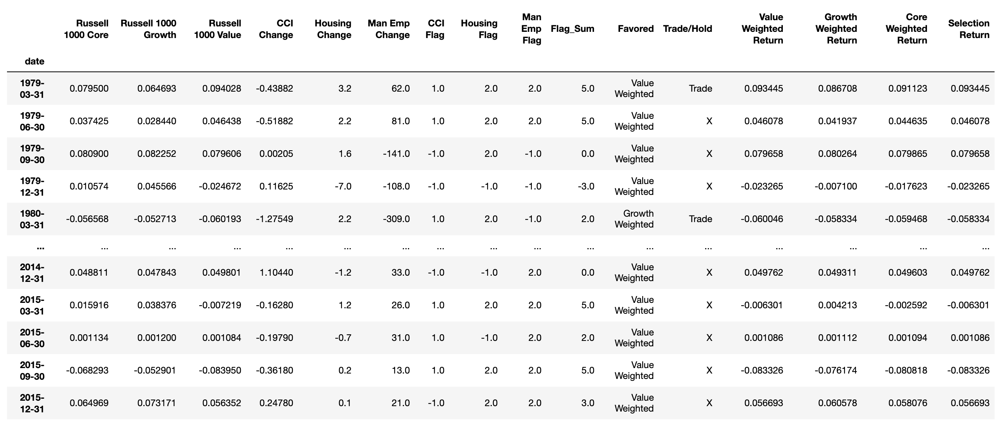 date Russell 1000 Core Russell 1000 Growth Russell 1000 Value CCI Change Housing Change Man Emp Change CCI Flag Housing Flag Man Emp Flag Flag_Sum Favored Trade/Hold Value Weighted Return Growth Weighted Return Core Weighted Return Selection Return
1979-03-31 0.079500 0.064693 0.094028 -0.43882 3.2 62.0 1.0 2.0 2.0 5.0 Value Weighted Trade 0.093445 0.086708 0.091123 0.093445
1979-06-30 0.037425 0.028440 0.046438 -0.51882 2.2 81.0 1.0 2.0 2.0 5.0 Value Weighted X 0.046078 0.041937 0.044635 0.046078
1979-09-30 0.080900 0.082252 0.079606 0.00205 1.6 -141.0 -1.0 2.0 -1.0 0.0 Value Weighted X 0.079658 0.080264 0.079865 0.079658
1979-12-31 0.010574 0.045566 -0.024672 0.11625 -7.0 -108.0 -1.0 -1.0 -1.0 -3.0 Value Weighted X -0.023265 -0.007100 -0.017623 -0.023265
1980-03-31 -0.056568 -0.052713 -0.060193 -1.27549 2.2 -309.0 1.0 2.0 -1.0 2.0 Growth Weighted Trade -0.060046 -0.058334 -0.059468 -0.058334
... ... ... ... ... ... ... ... ... ... ... ... ... ... ... ... ...
2014-12-31 0.048811 0.047843 0.049801 1.10440 -1.2 33.0 -1.0 -1.0 2.0 0.0 Value Weighted X 0.049762 0.049311 0.049603 0.049762
2015-03-31 0.015916 0.038376 -0.007219 -0.16280 1.2 26.0 1.0 2.0 2.0 5.0 Value Weighted X -0.006301 0.004213 -0.002592 -0.006301
2015-06-30 0.001134 0.001200 0.001084 -0.19790 -0.7 31.0 1.0 -1.0 2.0 2.0 Value Weighted X 0.001086 0.001112 0.001094 0.001086
2015-09-30 -0.068293 -0.052901 -0.083950 -0.36180 0.2 13.0 1.0 2.0 2.0 5.0 Value Weighted X -0.083326 -0.076174 -0.080818 -0.083326
2015-12-31 0.064969 0.073171 0.056352 0.24780 0.1 21.0 -1.0 2.0 2.0 3.0 Value Weighted X 0.056693 0.060578 0.058076 0.056693